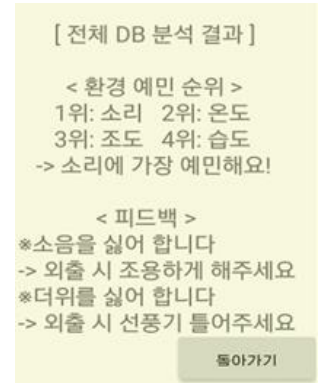 [ 전체 DB 분석 결과 ]
< 환경 예민 순위 >
1위: 소리 2위: 온도
3위: 조도 4위: 습도
-> 소리에 가장 예민해요!
< 피드백 >
※소음을 싫어 합니다
-> 외출 시 조용하게 해주세요
※더위를 싫어 합니다
-> 외출 시 선풍기 틀어주세요
돌아가기